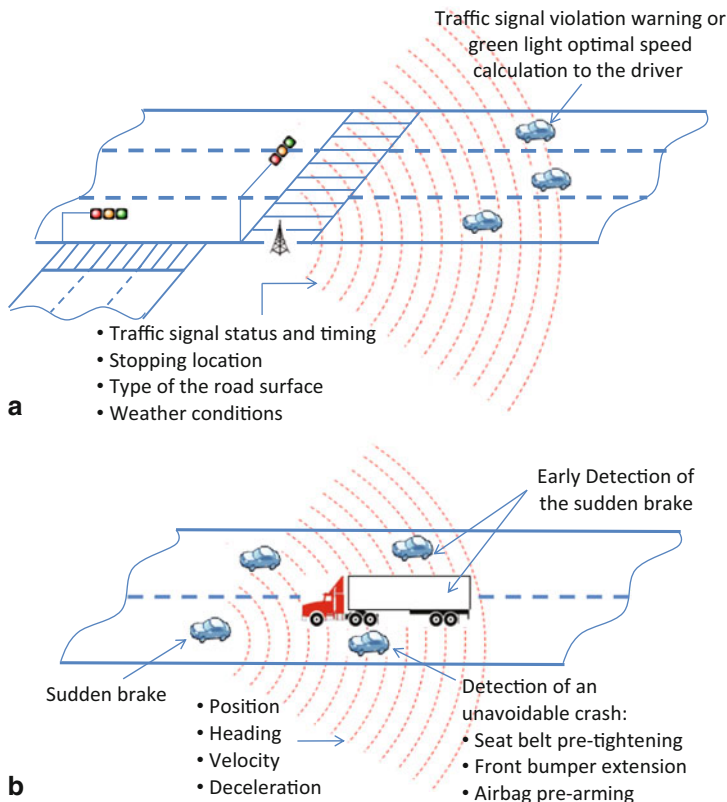 Traffic signal violation warning or
green light optimal speed
calculation to the driver
• Traffic signal status and timing
• Stopping location
• Type of the road surface
• Weather conditions
a
Early Detection of
the sudden brake
Sudden brake
• Position
• Heading
• Velocity
• Deceleration
Detection of an
unavoidable crash:
• Seat belt pre-tightening
• Front bumper extension
• Airbag pre-arming
b